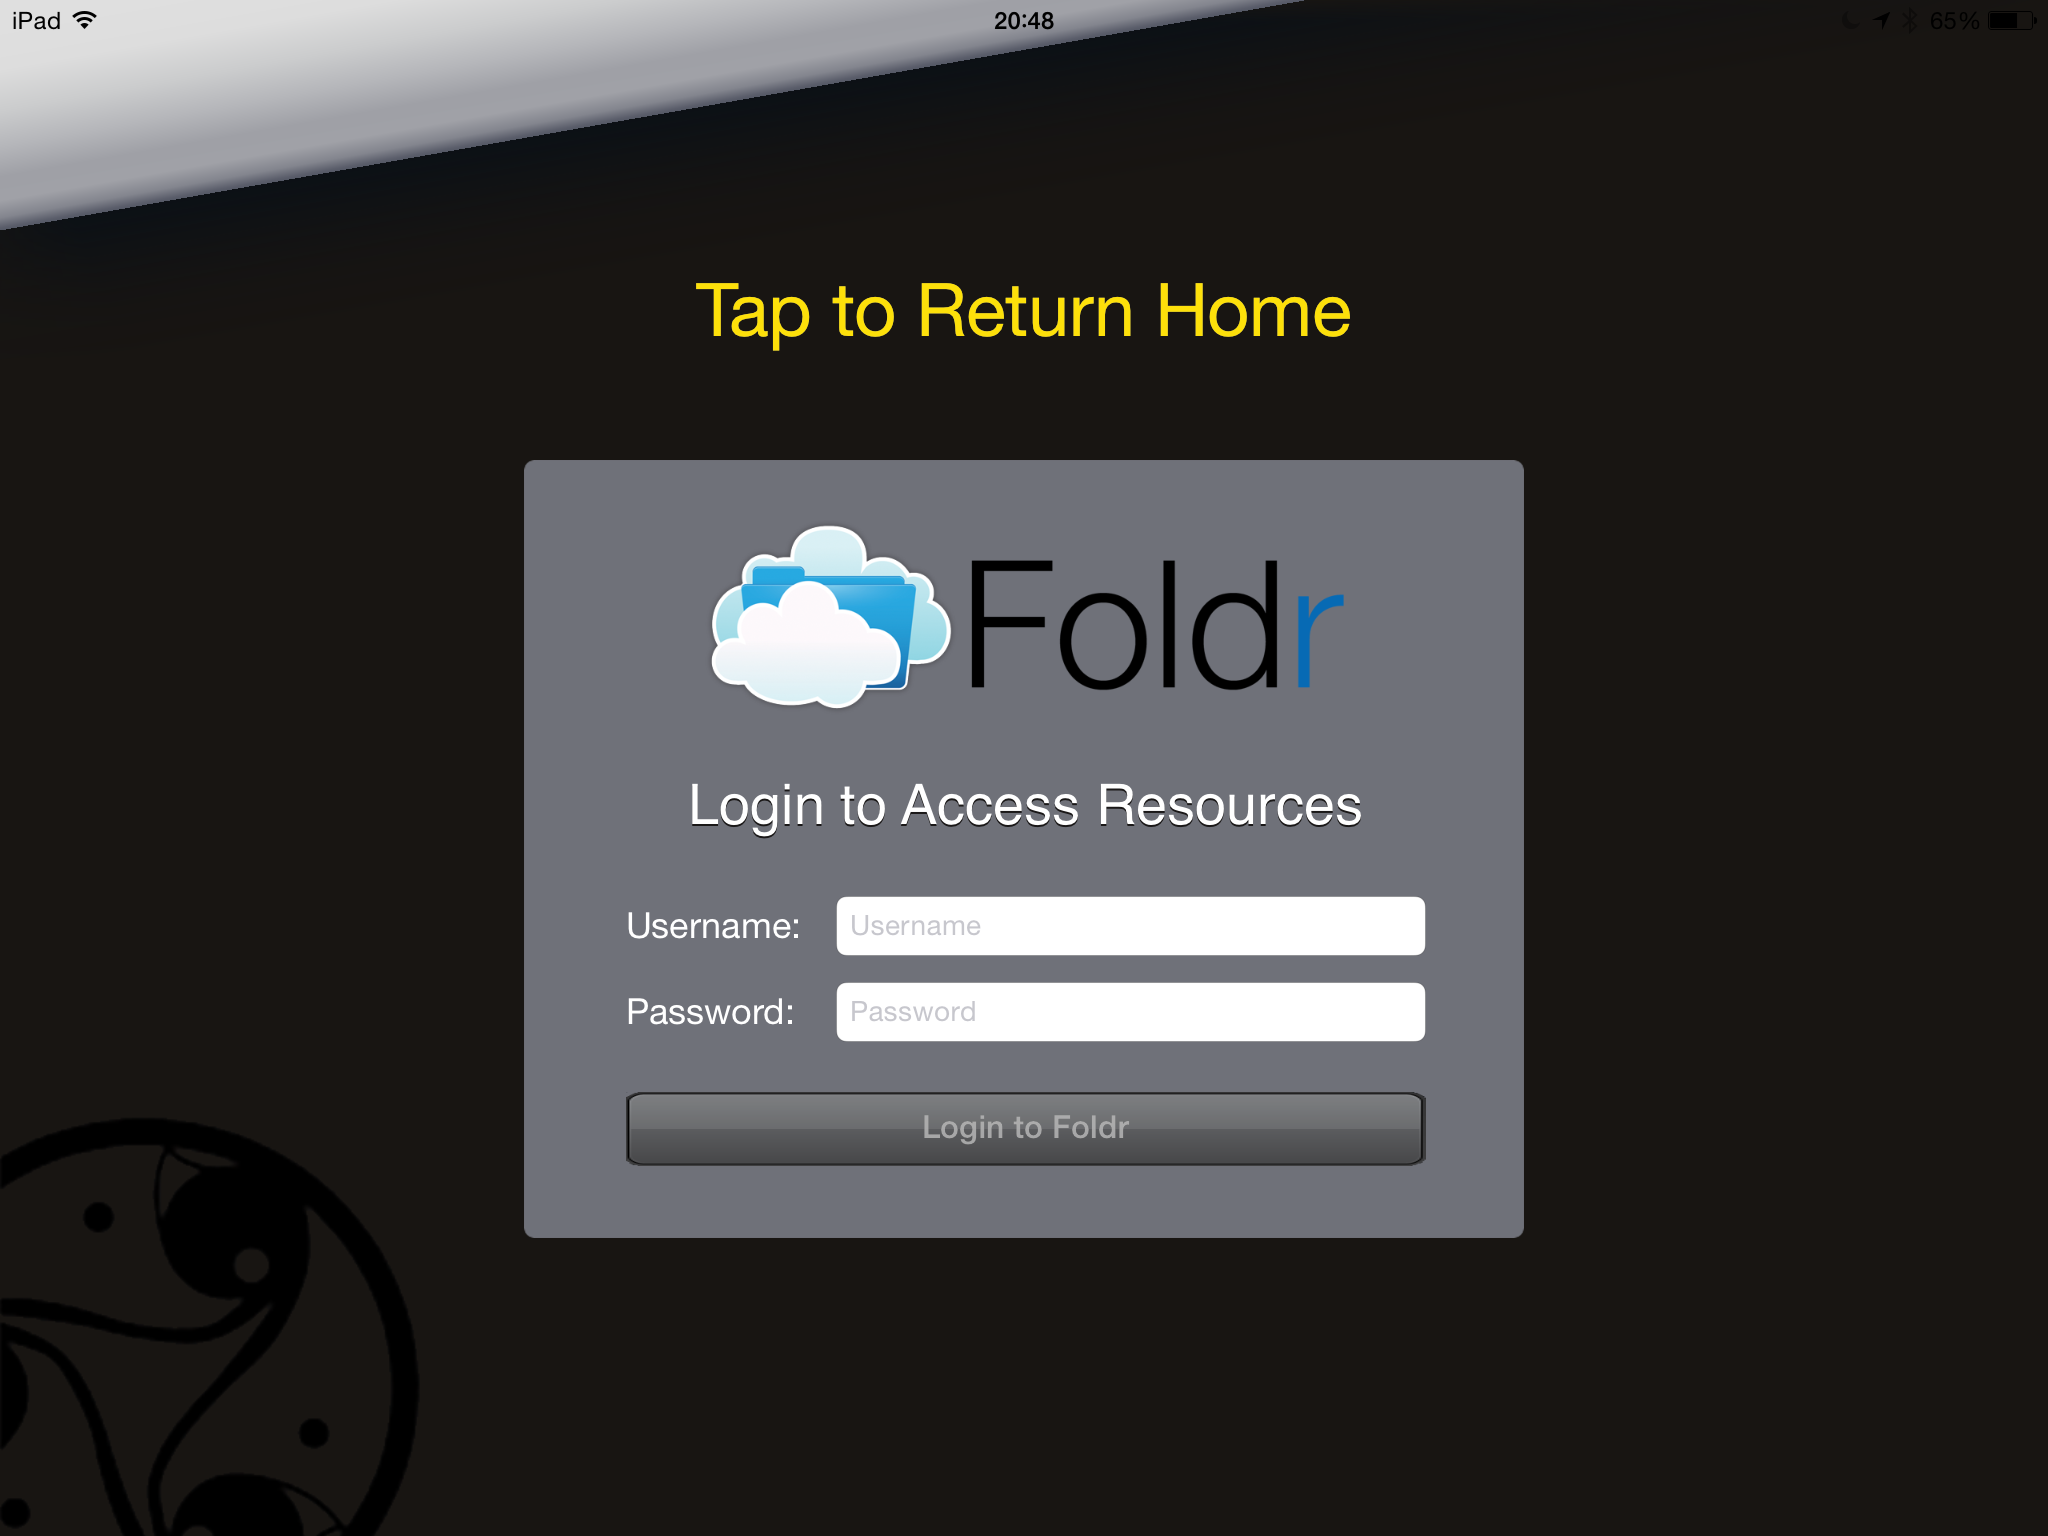 iPad 20:48 65%
Tap to Return Home
Foldr
Login to Access Resources
Username: Username
Password: Password
Login to Foldr